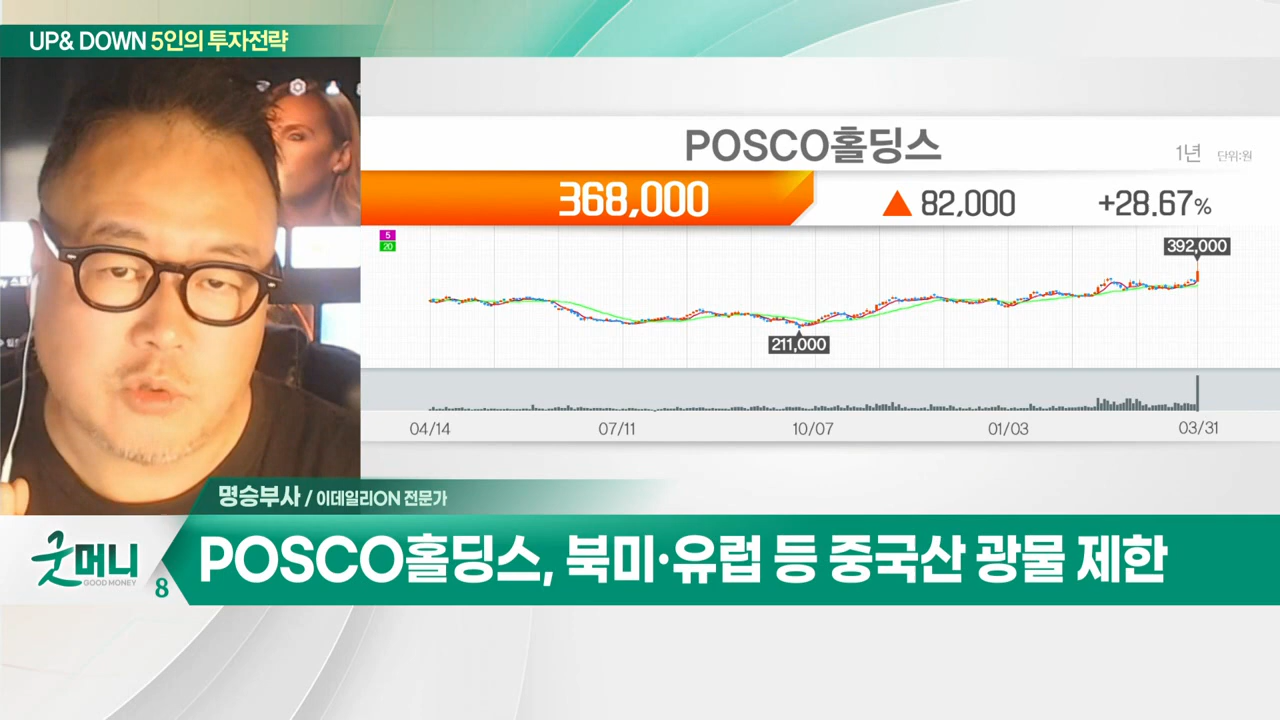 UP& DOWN 5인의 투자전략
POSCO홀딩스
1년 단위:원
368,000 ▲ 82,000 +28.67%
5
20
392,000
211,000
04/14 07/11 10/07 01/03 03/31
명승부사 / 이데일리ON 전문가
굿머니
GOOD MONEY
8
POSCO홀딩스, 북미·유럽 등 중국산 광물 제한